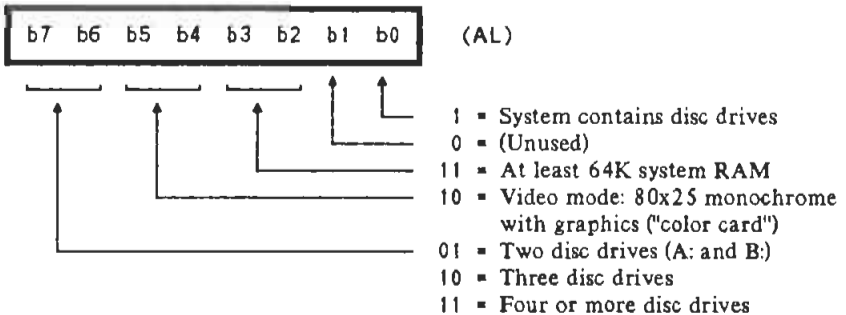 b7 b6 b5 b4 b3 b2 b1 b0 (AL)
1 = System contains disc drives
0 = (Unused)
11 = At least 64K system RAM
10 = Video mode: 80x25 monochrome
with graphics ("color card")
01 = Two disc drives (A: and B:)
10 = Three disc drives
11 = Four or more disc drives